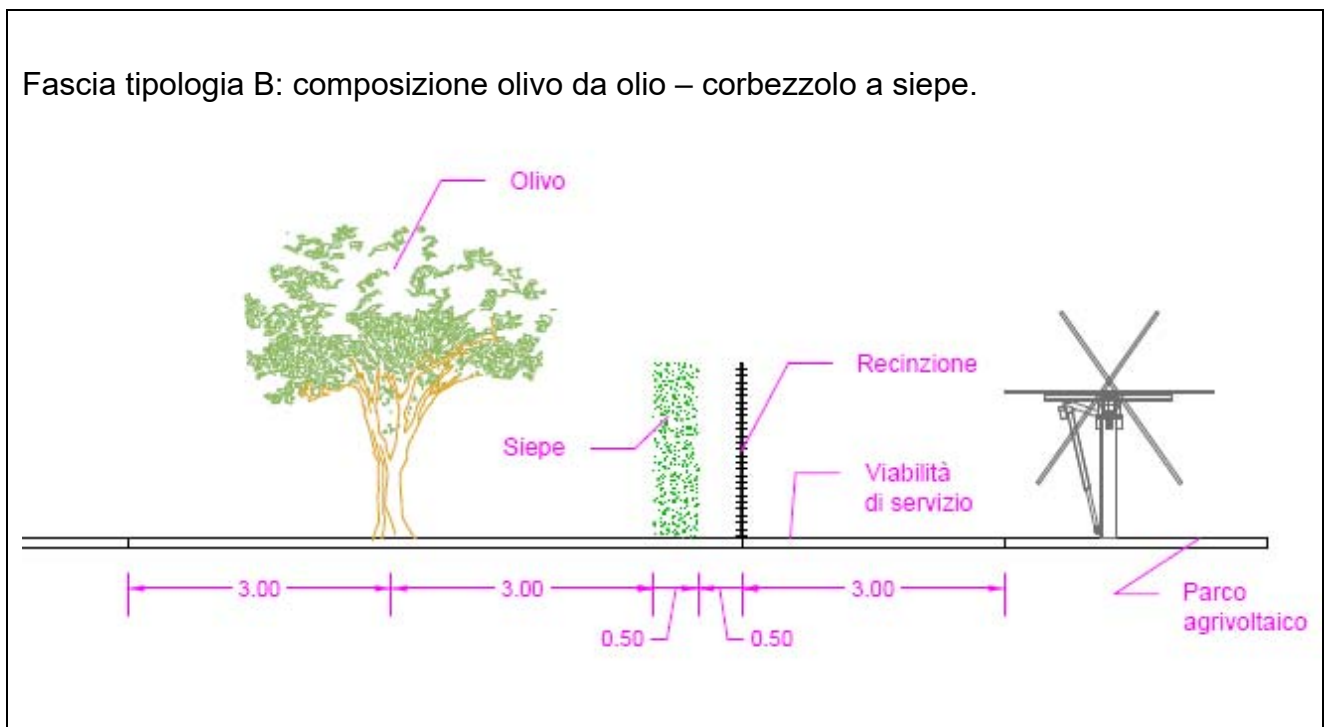 Fascia tipologia B: composizione olivo da olio – corbezzolo a siepe.
Olivo
Recinzione
Siepe
Viabilità
di servizio
3.00
3.00
3.00
0.50
0.50
Parco
agrivoltaico